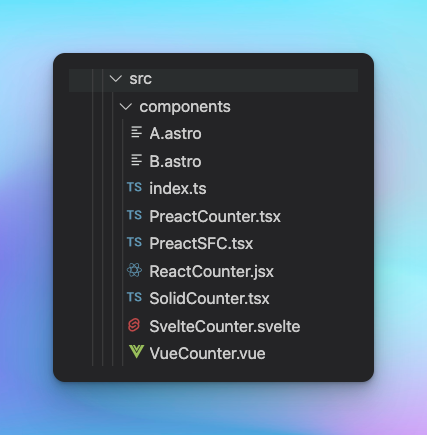 src
components
A.astro
B.astro
TS index.ts
TS PreactCounter.tsx
TS PreactSFC.tsx
ReactCounter.jsx
TS SolidCounter.tsx
SvelteCounter.svelte
VueCounter.vue